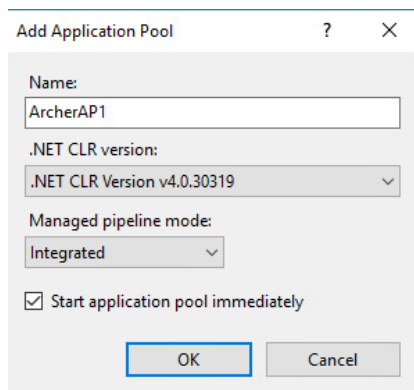 Add Application Pool ?
Name:
ArcherAP1
.NET CLR version:
.NET CLR Version v4.0.30319
Managed pipeline mode:
Integrated
Start application pool immediately
OK Cancel